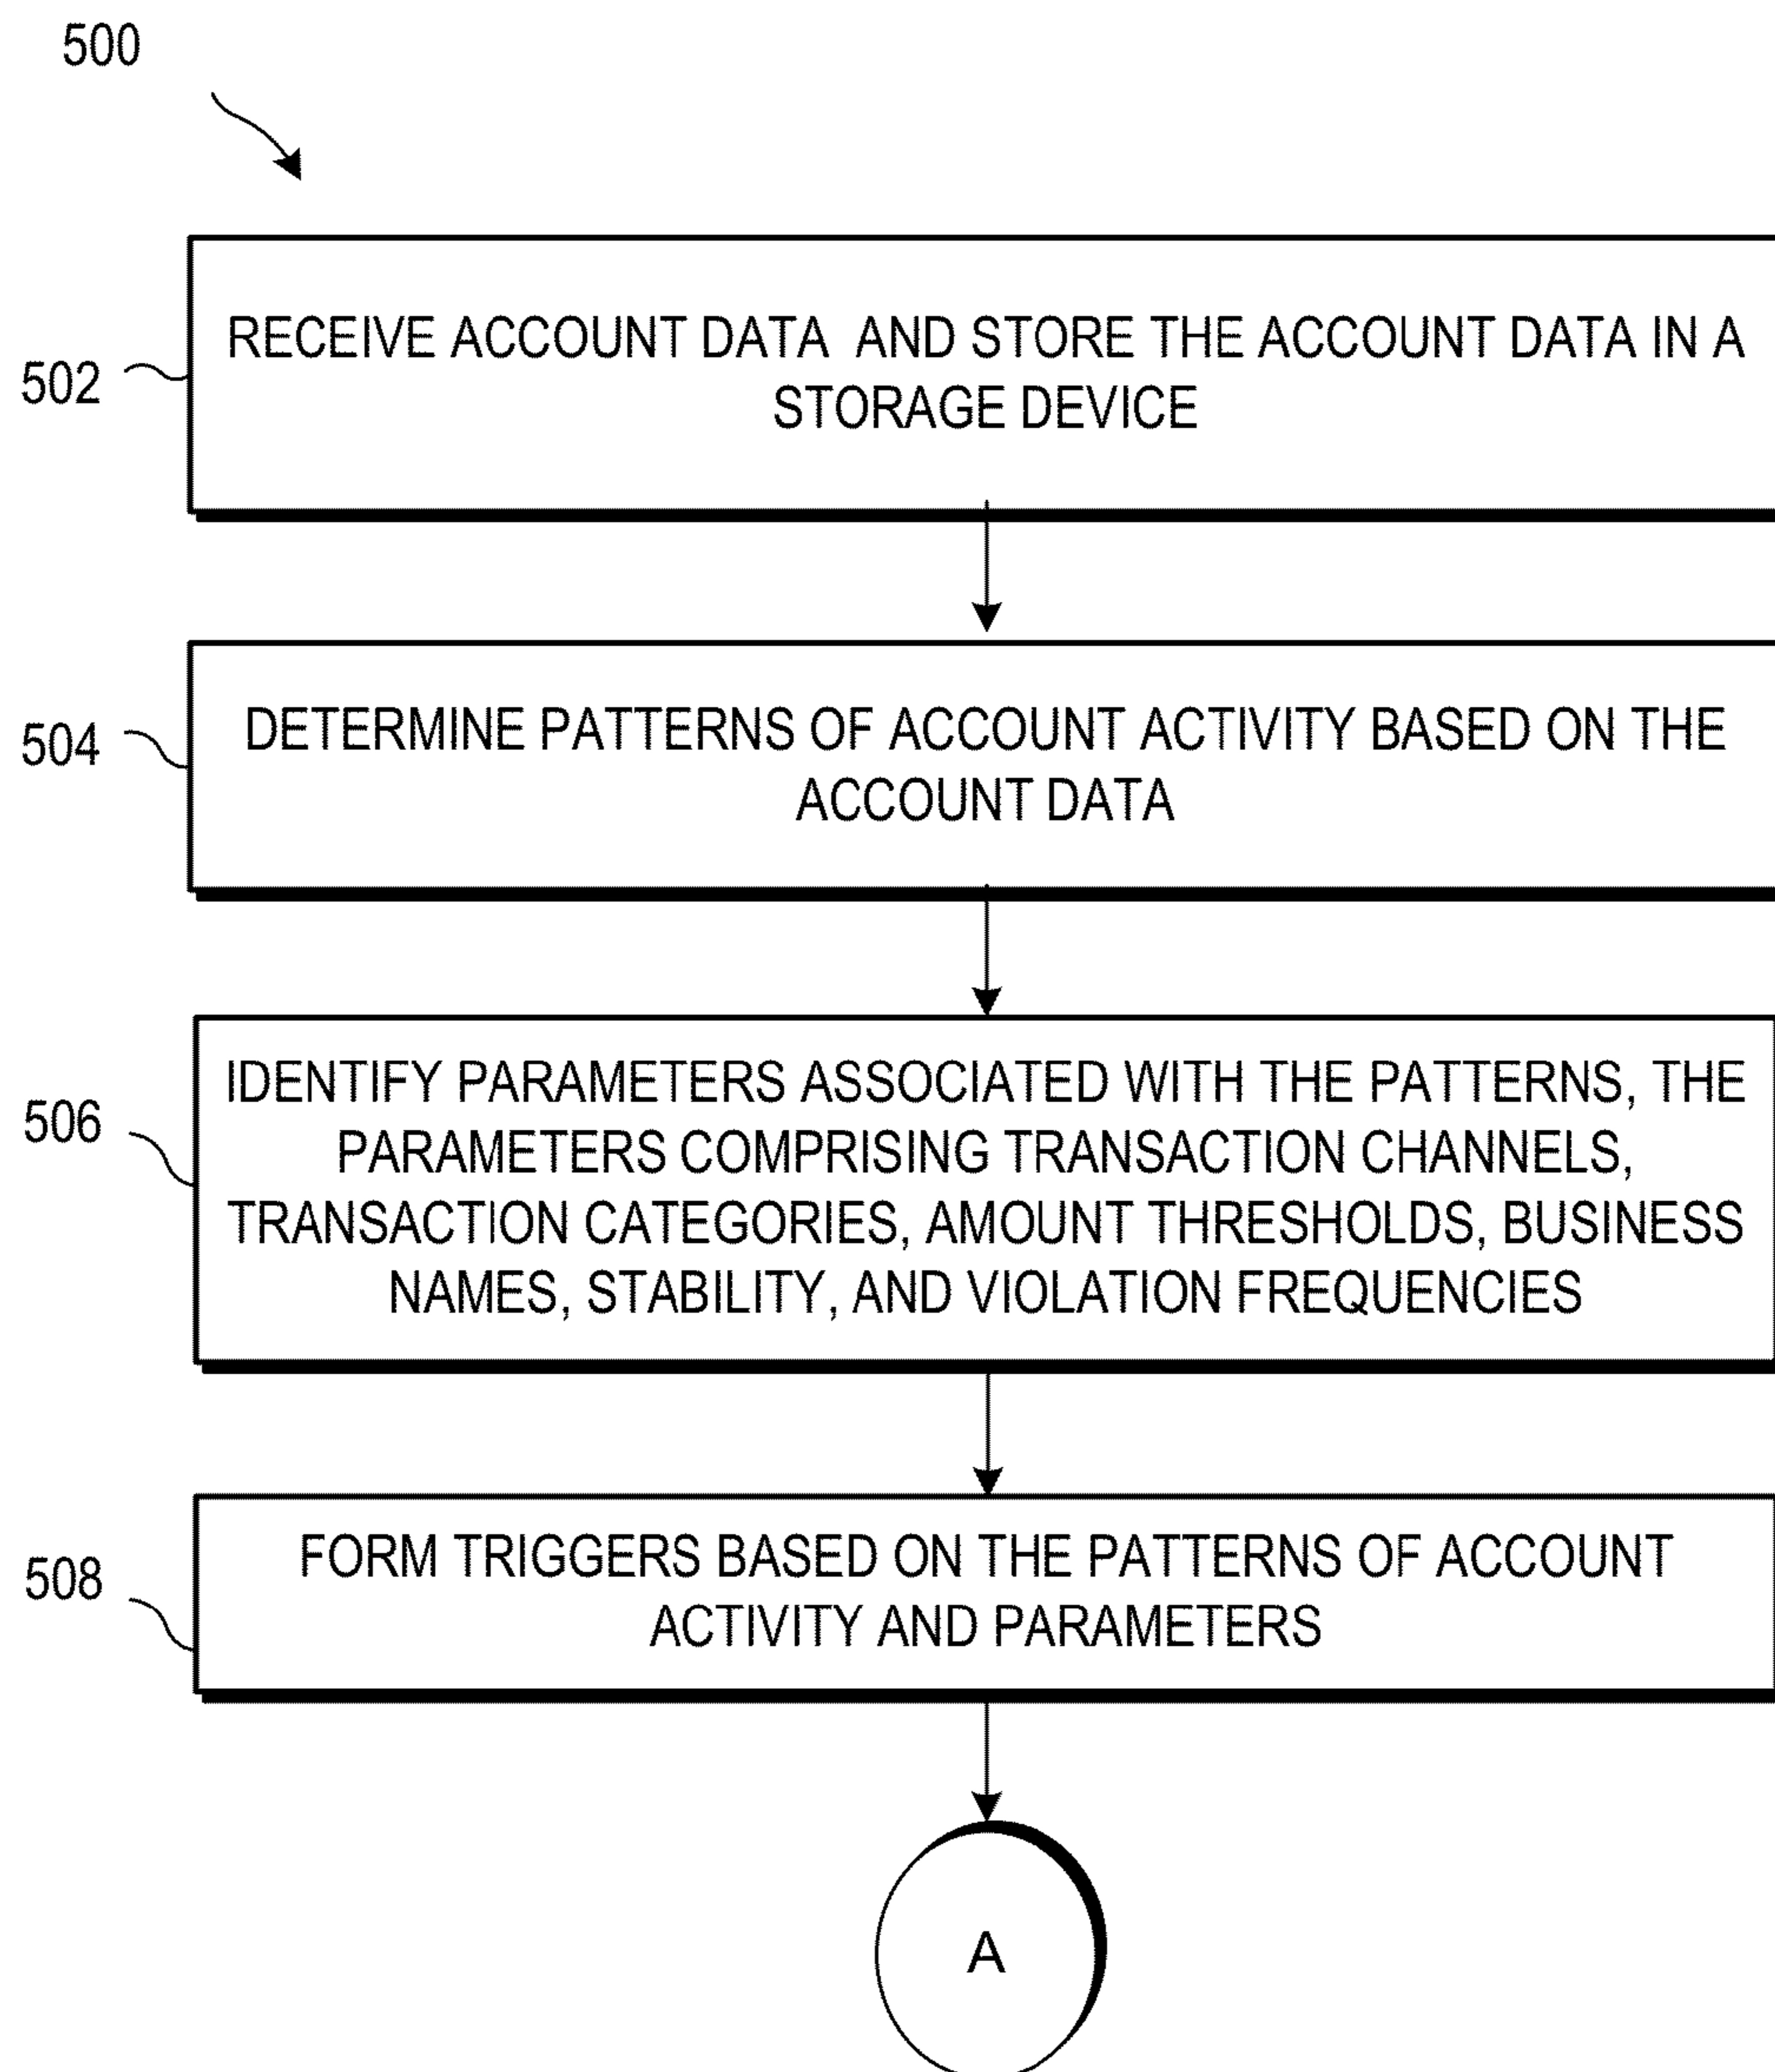 500
502
RECEIVE ACCOUNT DATA AND STORE THE ACCOUNT DATA IN A
STORAGE DEVICE
504
DETERMINE PATTERNS OF ACCOUNT ACTIVITY BASED ON THE
ACCOUNT DATA
506
IDENTIFY PARAMETERS ASSOCIATED WITH THE PATTERNS, THE
PARAMETERS COMPRISING TRANSACTION CHANNELS,
TRANSACTION CATEGORIES, AMOUNT THRESHOLDS, BUSINESS
NAMES, STABILITY, AND VIOLATION FREQUENCIES
508
FORM TRIGGERS BASED ON THE PATTERNS OF ACCOUNT
ACTIVITY AND PARAMETERS
A